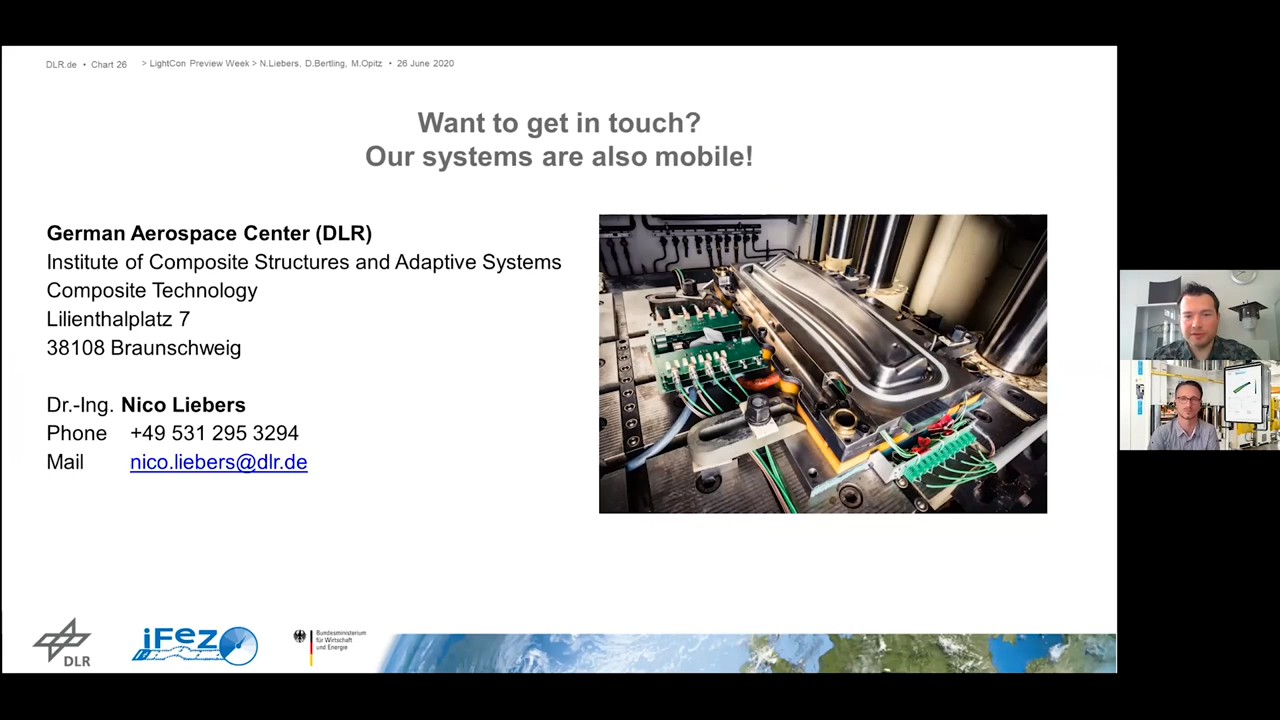 DLR.de • Chart 26 > LightCon Preview Week > N.Liebers, D.Bertling, M.Opitz • 26 June 2020
Want to get in touch?
Our systems are also mobile!
German Aerospace Center (DLR)
Institute of Composite Structures and Adaptive Systems
Composite Technology
Lilienthalplatz 7
38108 Braunschweig
Dr.-Ing. Nico Liebers
Phone +49 531 295 3294
Mail nico.liebers@dlr.de
DLR
iFez
Bundesministerium
für Wirtschaft
und Energie